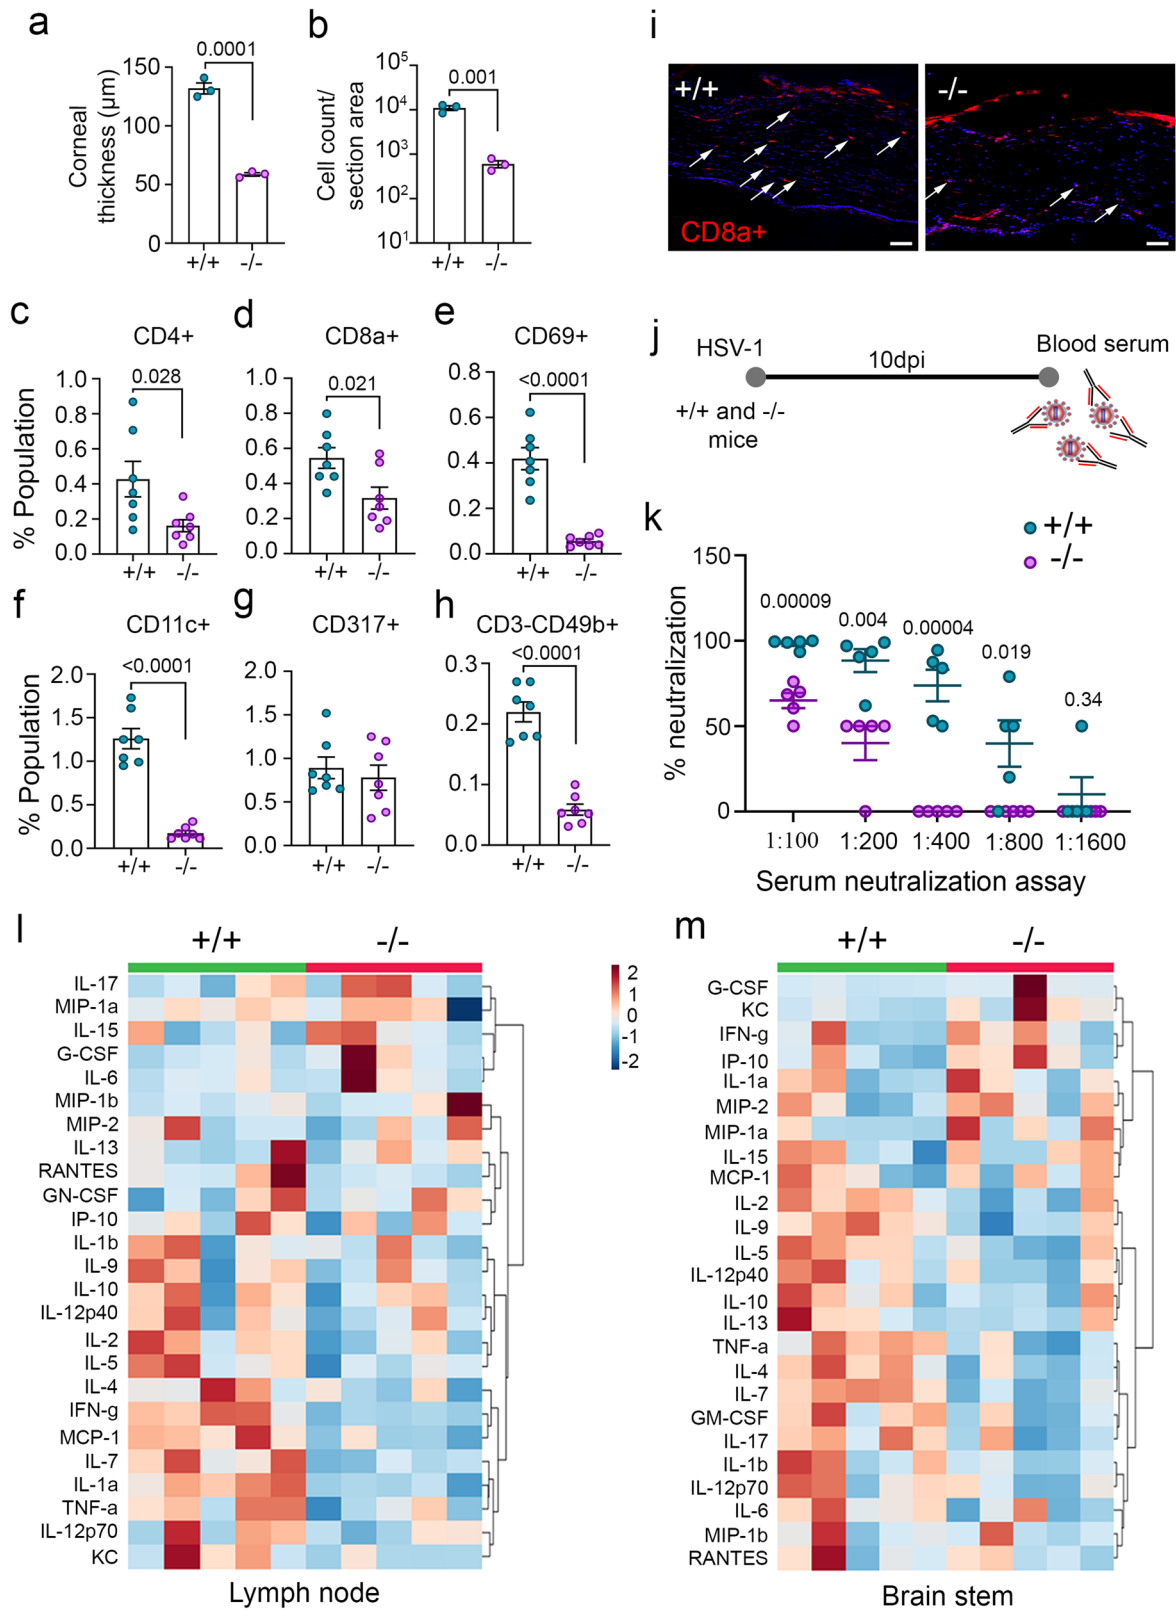 a
0.0001
150
100
50
0
Corneal
thickness (μm)
+/+
-/-
b
0.001
10⁵
10⁴
10³
10²
10¹
Cell count/
section area
+/+
-/-
i
+/+
-/-
CD8a+
c
CD4+
0.028
1.0
0.8
0.6
0.4
0.2
0.0
% Population
+/+
-/-
d
CD8a+
0.021
1.0
0.8
0.6
0.4
0.2
0.0
+/+
-/-
e
CD69+
<0.0001
0.8
0.6
0.4
0.2
0.0
+/+
-/-
j
HSV-1
10dpi
Blood serum
+/+ and -/-
mice
f
CD11c+
<0.0001
2.0
1.5
1.0
0.5
0.0
% Population
+/+
-/-
g
CD317+
2.0
1.5
1.0
0.5
0.0
+/+
-/-
h
CD3-CD49b+
<0.0001
0.3
0.2
0.1
0.0
+/+
-/-
k
+/+
-/-
150
100
50
0
% neutralization
0.00009
0.004
0.00004
0.019
0.34
1:100
1:200
1:400
1:800
1:1600
Serum neutralization assay
l
+/+
-/-
IL-17
MIP-1a
IL-15
G-CSF
IL-6
MIP-1b
MIP-2
IL-13
RANTES
GN-CSF
IP-10
IL-1b
IL-9
IL-10
IL-12p40
IL-2
IL-5
IL-4
IFN-g
MCP-1
IL-7
IL-1a
TNF-a
IL-12p70
KC
Lymph node
2
1
0
-1
-2
m
+/+
-/-
G-CSF
KC
IFN-g
IP-10
IL-1a
MIP-2
MIP-1a
IL-15
MCP-1
IL-2
IL-9
IL-5
IL-12p40
IL-10
IL-13
TNF-a
IL-4
IL-7
GM-CSF
IL-17
IL-1b
IL-12p70
IL-6
MIP-1b
RANTES
Brain stem